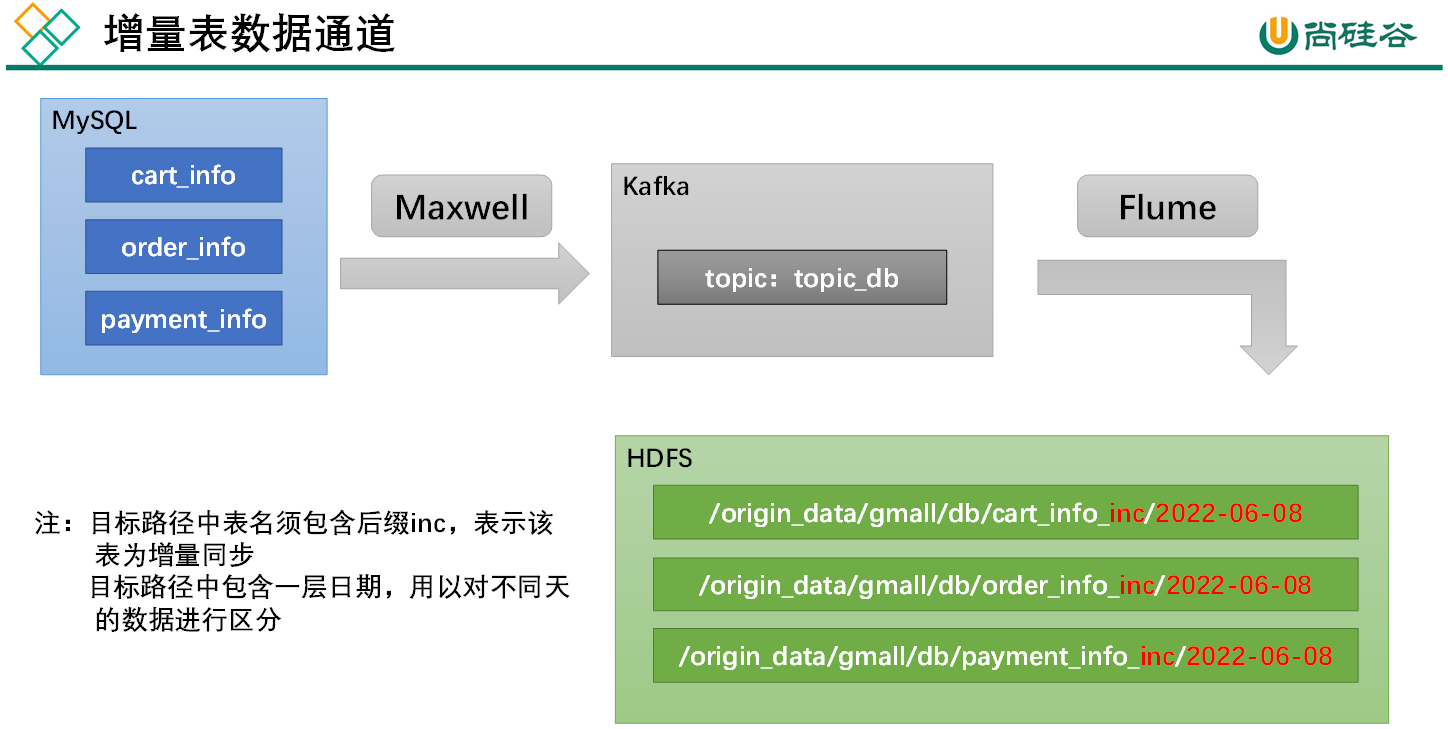 增量表数据通道
尚硅谷
MySQL
cart_info
order_info
payment_info
Maxwell
Kafka
topic：topic_db
Flume
HDFS
/origin_data/gmall/db/cart_info_inc/2022-06-08
/origin_data/gmall/db/order_info_inc/2022-06-08
/origin_data/gmall/db/payment_info_inc/2022-06-08
注：目标路径中表名须包含后缀inc，表示该
表为增量同步
目标路径中包含一层日期，用以对不同天
的数据进行区分